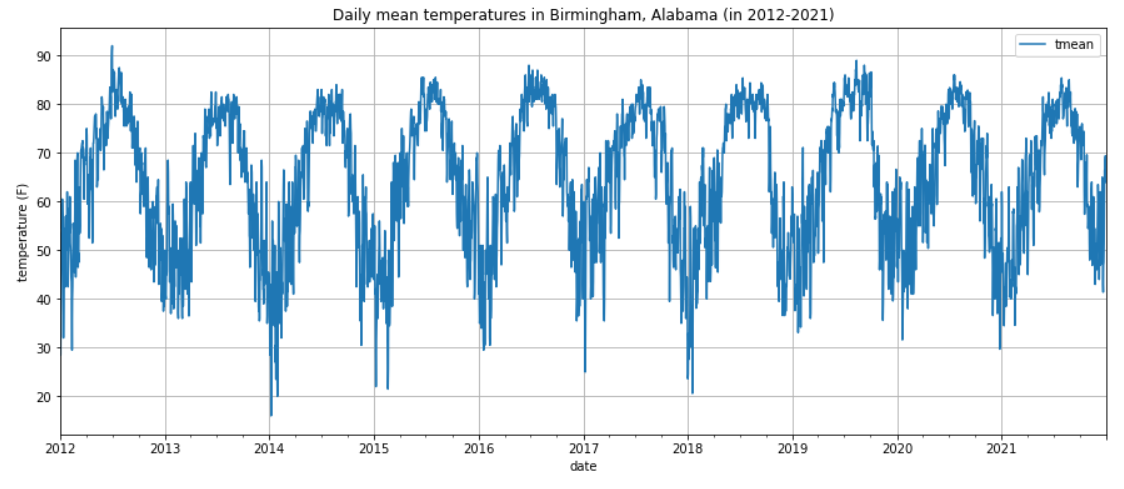 Daily mean temperatures in Birmingham, Alabama (in 2012-2021)
tmean
temperature (F)
90
80
70
60
50
40
30
20
2012 2013 2014 2015 2016 2017 2018 2019 2020 2021
date